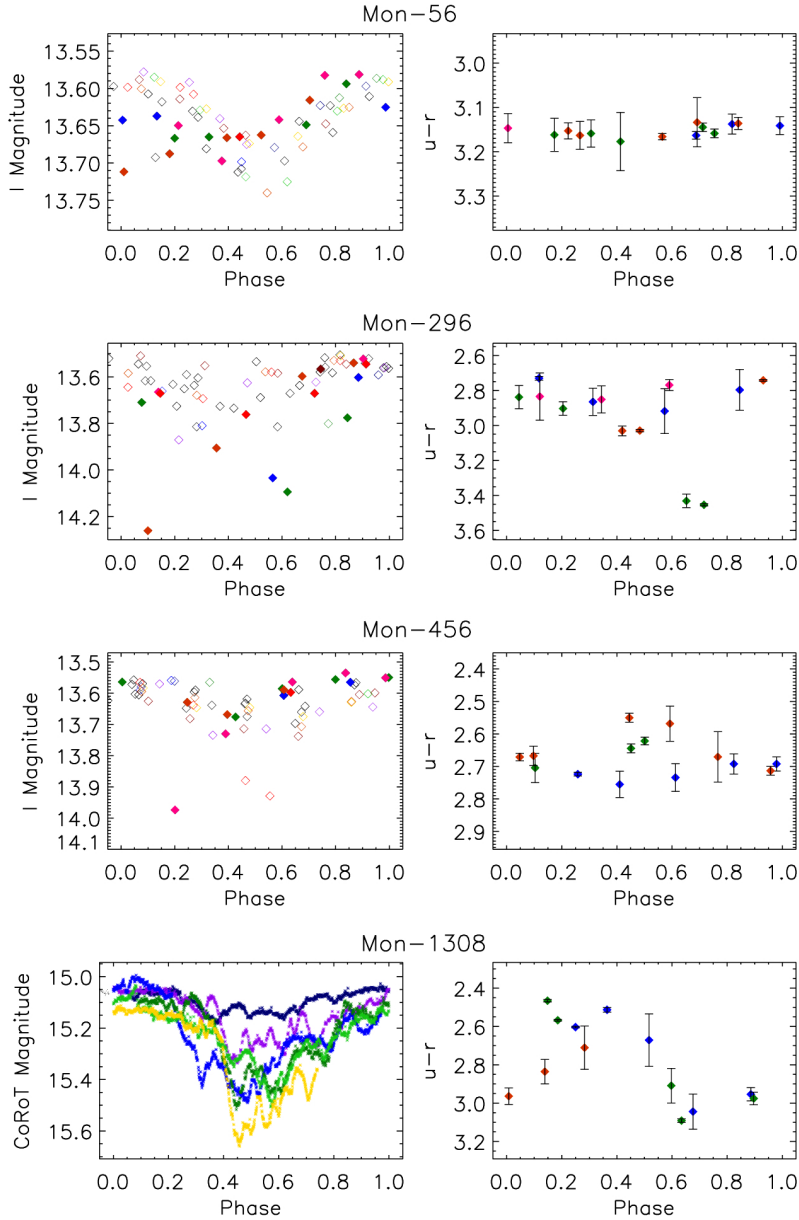 Mon-56
13.55
13.60
13.65
13.70
13.75
I Magnitude
0.0 0.2 0.4 0.6 0.8 1.0
Phase
3.0
3.1
3.2
3.3
u-r
0.0 0.2 0.4 0.6 0.8 1.0
Phase
Mon-296
13.6
13.8
14.0
14.2
I Magnitude
0.0 0.2 0.4 0.6 0.8 1.0
Phase
2.6
2.8
3.0
3.2
3.4
3.6
u-r
0.0 0.2 0.4 0.6 0.8 1.0
Phase
Mon-456
13.5
13.6
13.7
13.8
13.9
14.0
14.1
I Magnitude
0.0 0.2 0.4 0.6 0.8 1.0
Phase
2.4
2.5
2.6
2.7
2.8
2.9
u-r
0.0 0.2 0.4 0.6 0.8 1.0
Phase
Mon-1308
15.0
15.2
15.4
15.6
CoRoT Magnitude
0.0 0.2 0.4 0.6 0.8 1.0
Phase
2.4
2.6
2.8
3.0
3.2
u-r
0.0 0.2 0.4 0.6 0.8 1.0
Phase